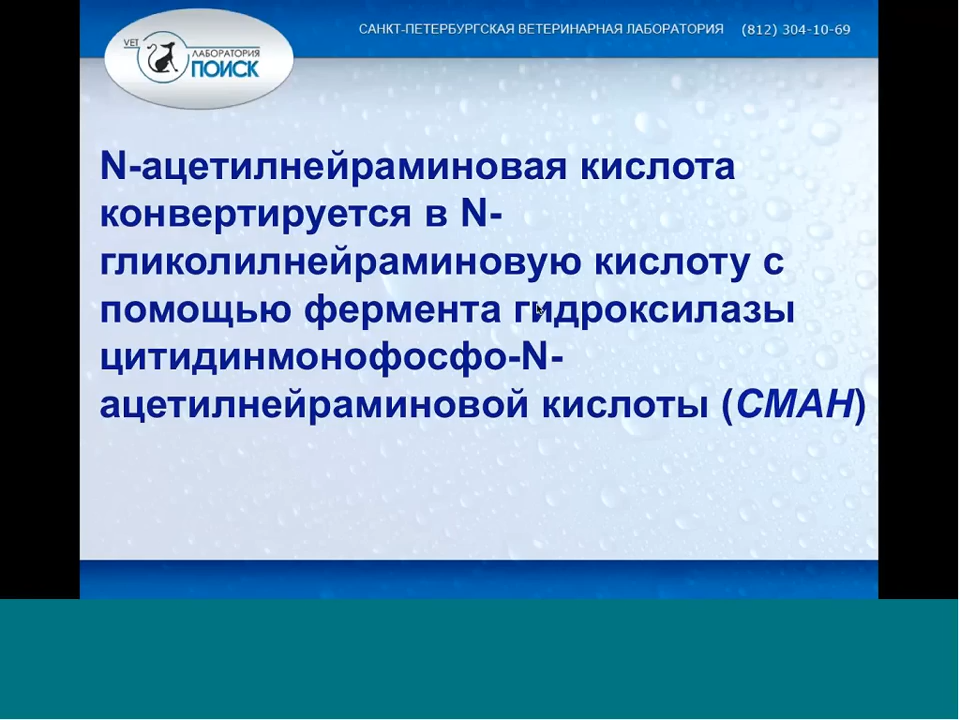 САНКТ-ПЕТЕРБУРГСКАЯ ВЕТЕРИНАРНАЯ ЛАБОРАТОРИЯ (812) 304-10-69
VET
ЛАБОРАТОРИЯ
ПОИСК
N-ацетилнейраминовая кислота
конвертируется в N-
гликолилнейраминовую кислоту с
помощью фермента гидроксилазы
цитидинмонофосфо-N-
ацетилнейраминовой кислоты (CMAH)